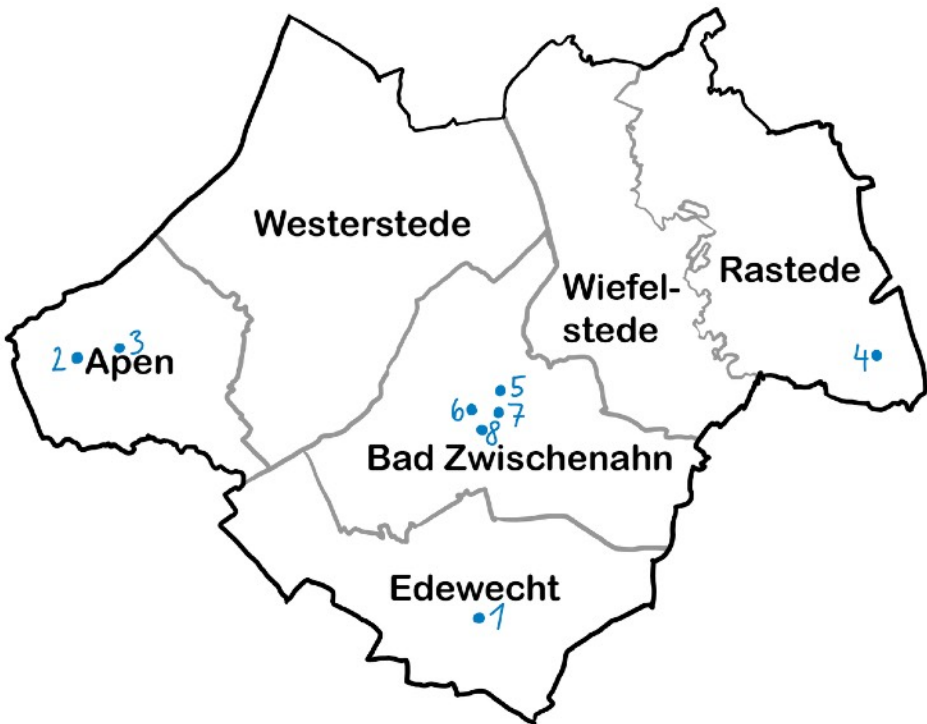 Westerstede
Wiefel-
stede
Rastede
2 Apen 3
4
5
6 7
8
Bad Zwischenahn
Edewecht
1